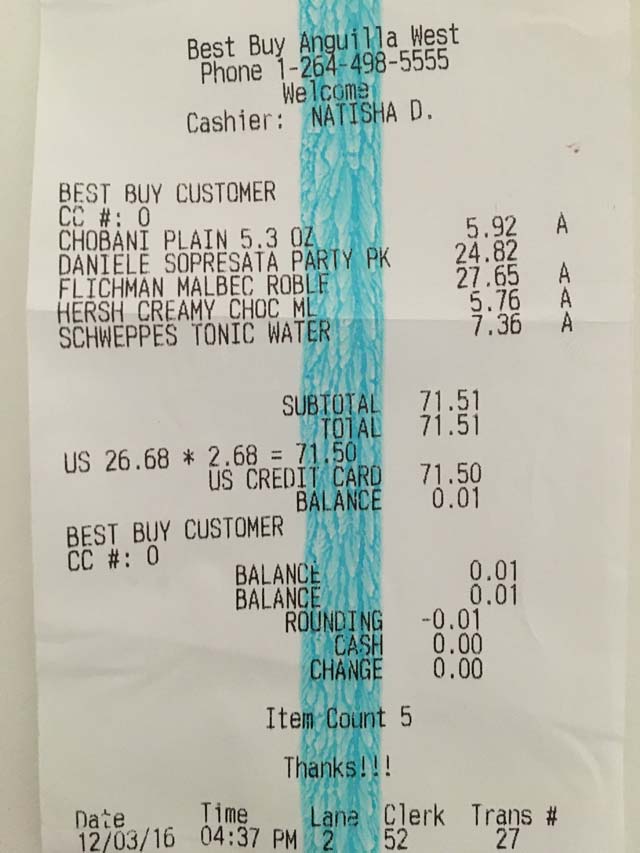 Best Buy Anguilla West
Phone 1-264-498-5555
Welcome
Cashier: NATISHA D.
BEST BUY CUSTOMER
CC #: 0
CHOBANI PLAIN 5.3 OZ 5.92 A
DANIELE SOPRESATA PARTY PK 24.82
FLICHMAN MALBEC ROBLE 27.65 A
HERSH CREAMY CHOC ML 5.76 A
SCHWEPPES TONIC WATER 7.36 A
SUBTOTAL 71.51
TOTAL 71.51
US 26.68 * 2.68 = 71.50
US CREDIT CARD 71.50
BALANCE 0.01
BEST BUY CUSTOMER
CC #: 0
BALANCE 0.01
BALANCE 0.01
ROUNDING -0.01
CASH 0.00
CHANGE 0.00
Item Count 5
Thanks!!!
Date Time Lane Clerk Trans #
12/03/16 04:37 PM 2 52 27